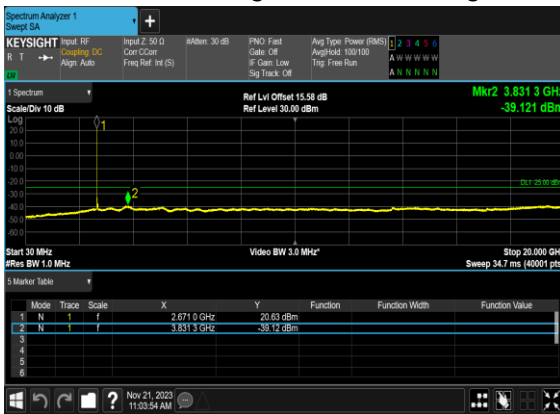 Spectrum Analyzer 1
Swept SA
KEYSIGHT Input: RF Input Z: 50 Ω #Atten: 30 dB PNO: Fast Avg Type: Power (RMS) 1 2 3 4 5 6
R T Coupling: DC Corr CCorr Gate: Off Avg|Hold: 100/100 A W W W W W
Align: Auto Freq Ref: Int (S) IF Gain: Low Trig: Free Run
LV Sig Track: Off A N N N N N
1 Spectrum Ref Lvl Offset 15.58 dB Mkr2 3.831 3 GHz
Scale/Div 10 dB Ref Level 30.00 dBm -39.121 dBm
Log
20.0 1
10.0
0.00
-10.0
-20.0 DL1 -25.00 dBm
-30.0 2
-40.0
-50.0
-60.0
Start 30 MHz Video BW 3.0 MHz* Stop 20.000 GH
#Res BW 1.0 MHz Sweep 34.7 ms (40001 pts
5 Marker Table
Mode Trace Scale X Y Function Function Width Function Value
1 N 1 f 2.671 0 GHz 20.63 dBm
2 N 1 f 3.831 3 GHz -39.12 dBm
3
4
5
6
? Nov 21, 2023
11:03:54 AM